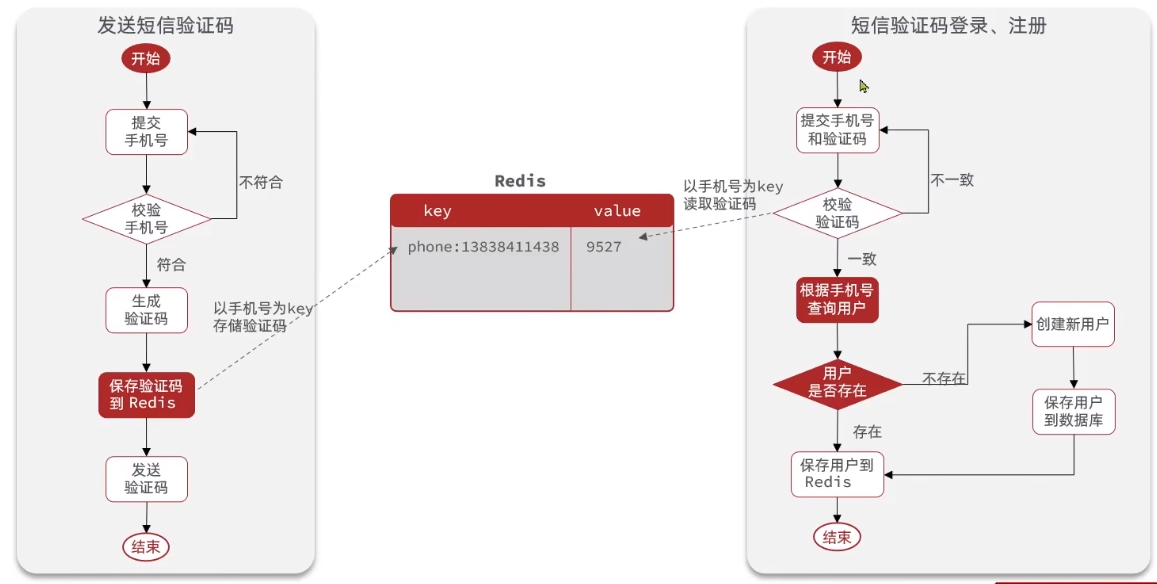 发送短信验证码
开始
提交
手机号
不符合
校验
手机号
符合
生成
验证码
以手机号为key
存储验证码
保存验证码
到 Redis
发送
验证码
结束
Redis
key
value
phone:13838411438
9527
短信验证码登录、注册
开始
提交手机号
和验证码
不一致
以手机号为key
读取验证码
校验
验证码
一致
根据手机号
查询用户
用户
是否存在
不存在
创建新用户
保存用户
到数据库
存在
保存用户到
Redis
结束